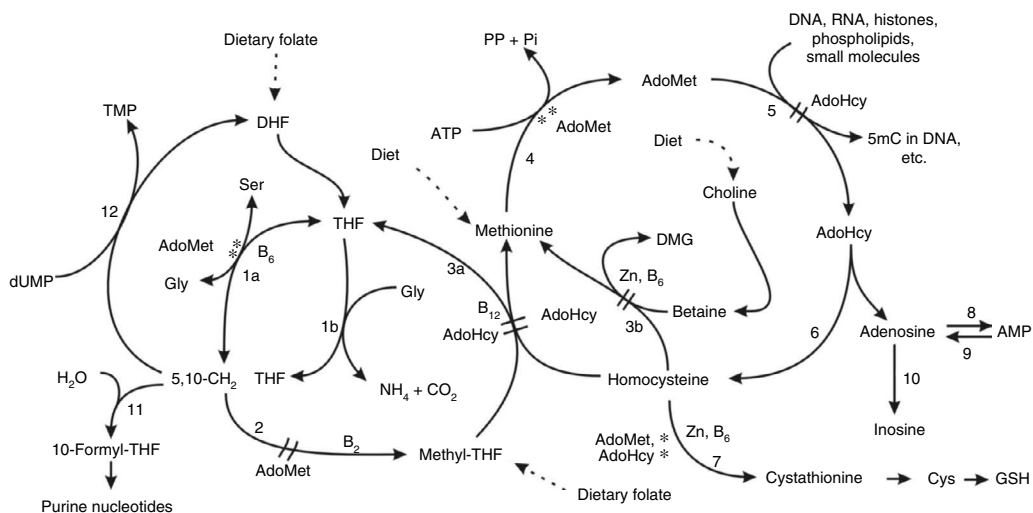 DNA, RNA, histones,
phospholipids,
small molecules
Dietary folate
PP + Pi
AdoMet
TMP
DHF
ATP
* *
* AdoMet
5
AdoHcy
5mC in DNA,
etc.
Diet
4
Diet
Choline
Ser
12
THF
Methionine
AdoHcy
AdoMet
*
*
B6
DMG
dUMP
Gly
1a
3a
Zn, B6
Gly
B12
AdoHcy
AdoHcy
3b
Betaine
1b
6
Adenosine
8
9
AMP
H2O
5,10-CH2 THF
NH4 + CO2
Homocysteine
10
11
2
10-Formyl-THF
B2
AdoMet
Methyl-THF
AdoMet, *
AdoHcy *
Zn, B6
7
Inosine
Cystathionine
Cys
GSH
Dietary folate
Purine nucleotides